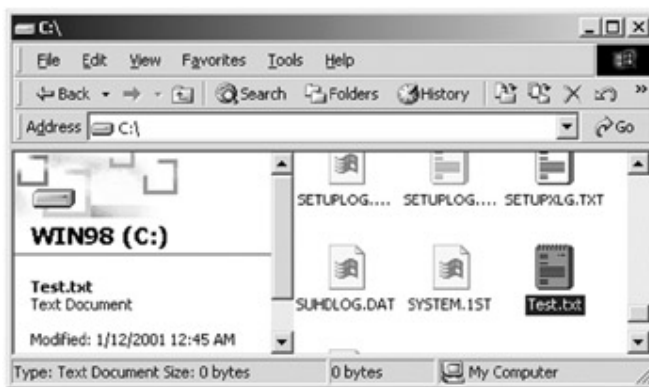 C:\
File Edit View Favorites Tools Help
Back Search Folders History »
Address C:\ Go
WIN98 (C:)
Test.txt
Text Document
Modified: 1/12/2001 12:45 AM
SETUPLOG.... SETUPLOG.... SETUPXLG.TXT
SUHDLOG.DAT SYSTEM.1ST Test.txt
Type: Text Document Size: 0 bytes 0 bytes My Computer